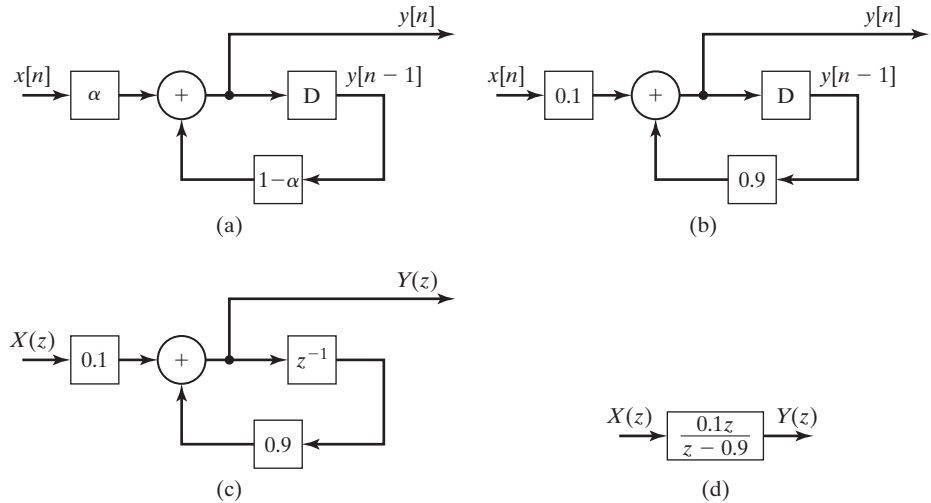 y[n]
x[n]
α
+
D
y[n − 1]
1−α
(a)
y[n]
x[n]
0.1
+
D
y[n − 1]
0.9
(b)
Y(z)
X(z)
0.1
+
z⁻¹
0.9
(c)
X(z)
0.1z
z − 0.9
Y(z)
(d)